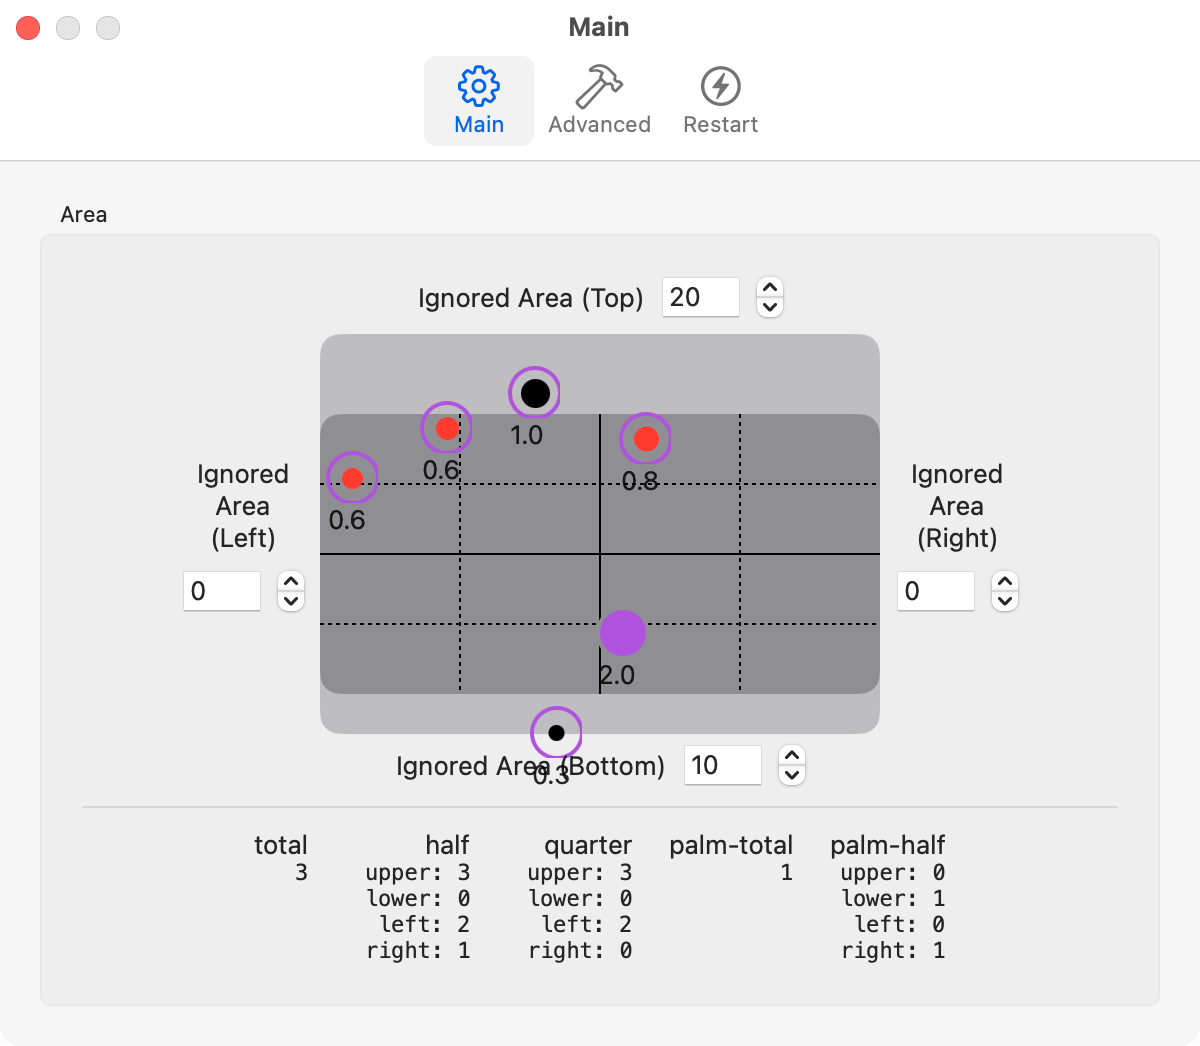 Main
Main
Advanced
Restart
Area
Ignored Area (Top) 20
1.0
0.6
0.8
0.6
Ignored
Area
(Left)
0
Ignored
Area
(Right)
0
2.0
Ignored Area (Bottom) 10
0.3
total
3
half
upper: 3
lower: 0
left: 2
right: 1
quarter
upper: 3
lower: 0
left: 2
right: 0
palm-total
1
palm-half
upper: 0
lower: 1
left: 0
right: 1